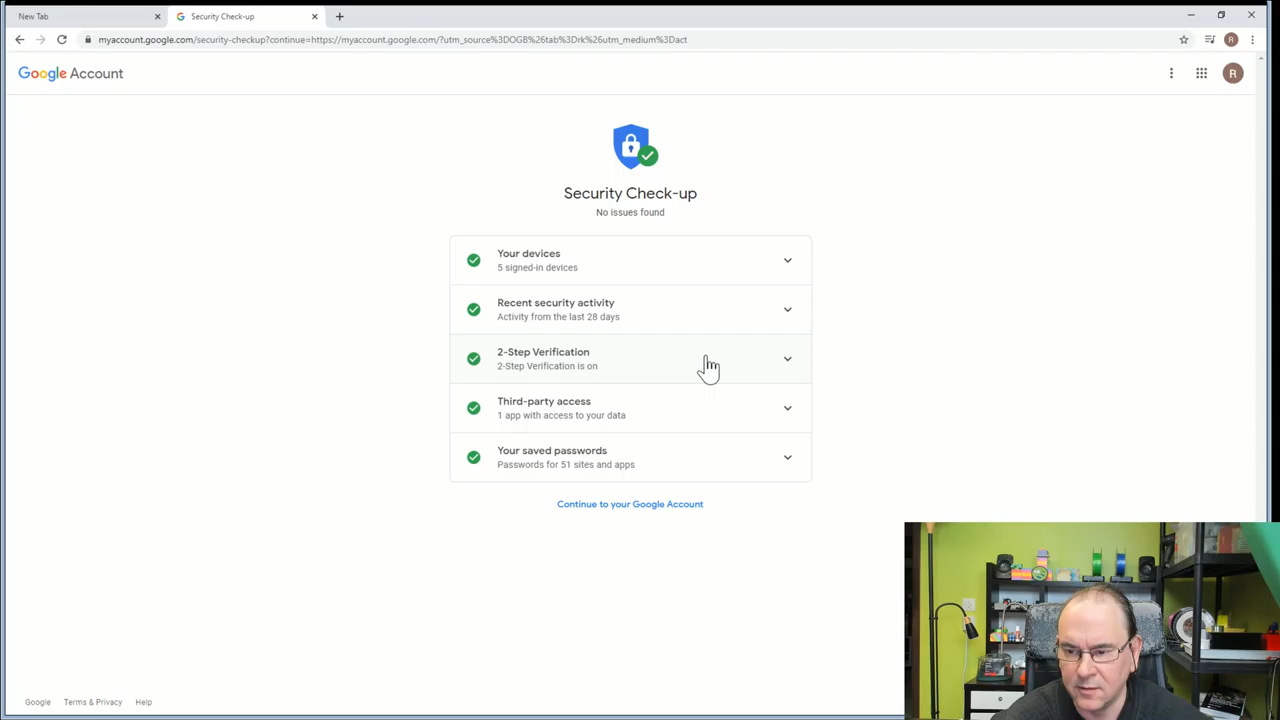 New Tab
Security Check-up
myaccount.google.com/security-checkup?continue=https://myaccount.google.com/?utm_source%3DOGB%26tab%3Drk%26utm_medium%3Dact
R
Google Account
R
Security Check-up
No issues found
Your devices
5 signed-in devices
Recent security activity
Activity from the last 28 days
2-Step Verification
2-Step Verification is on
Third-party access
1 app with access to your data
Your saved passwords
Passwords for 51 sites and apps
Continue to your Google Account
Google
Terms & Privacy
Help